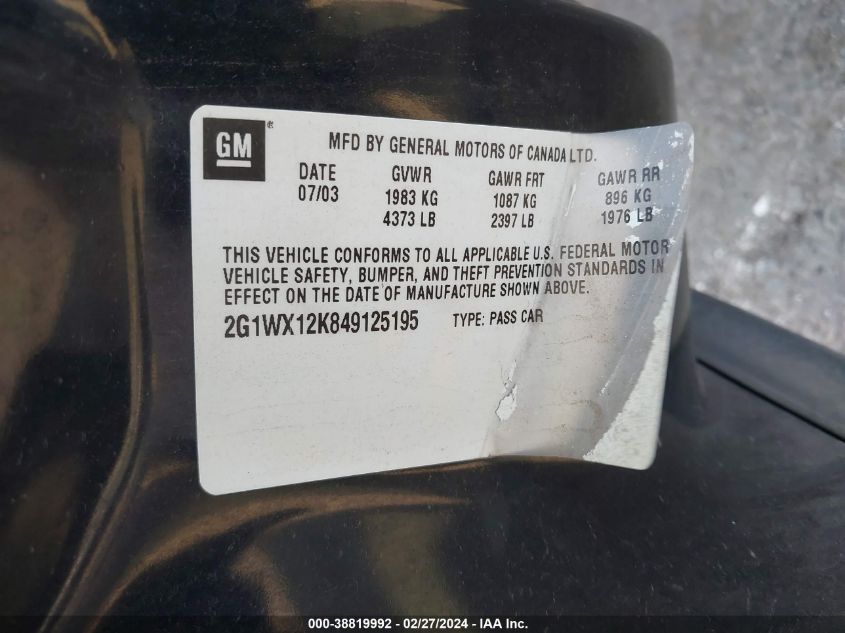 GM ®
MFD BY GENERAL MOTORS OF CANADA LTD.
DATE GVWR GAWR FRT GAWR RR
07/03 1983 KG 1087 KG 896 KG
4373 LB 2397 LB 1976 LB
THIS VEHICLE CONFORMS TO ALL APPLICABLE U.S. FEDERAL MOTOR
VEHICLE SAFETY, BUMPER, AND THEFT PREVENTION STANDARDS IN
EFFECT ON THE DATE OF MANUFACTURE SHOWN ABOVE.
2G1WX12K849125195 TYPE: PASS CAR
000-38819992 - 02/27/2024 - IAA Inc.